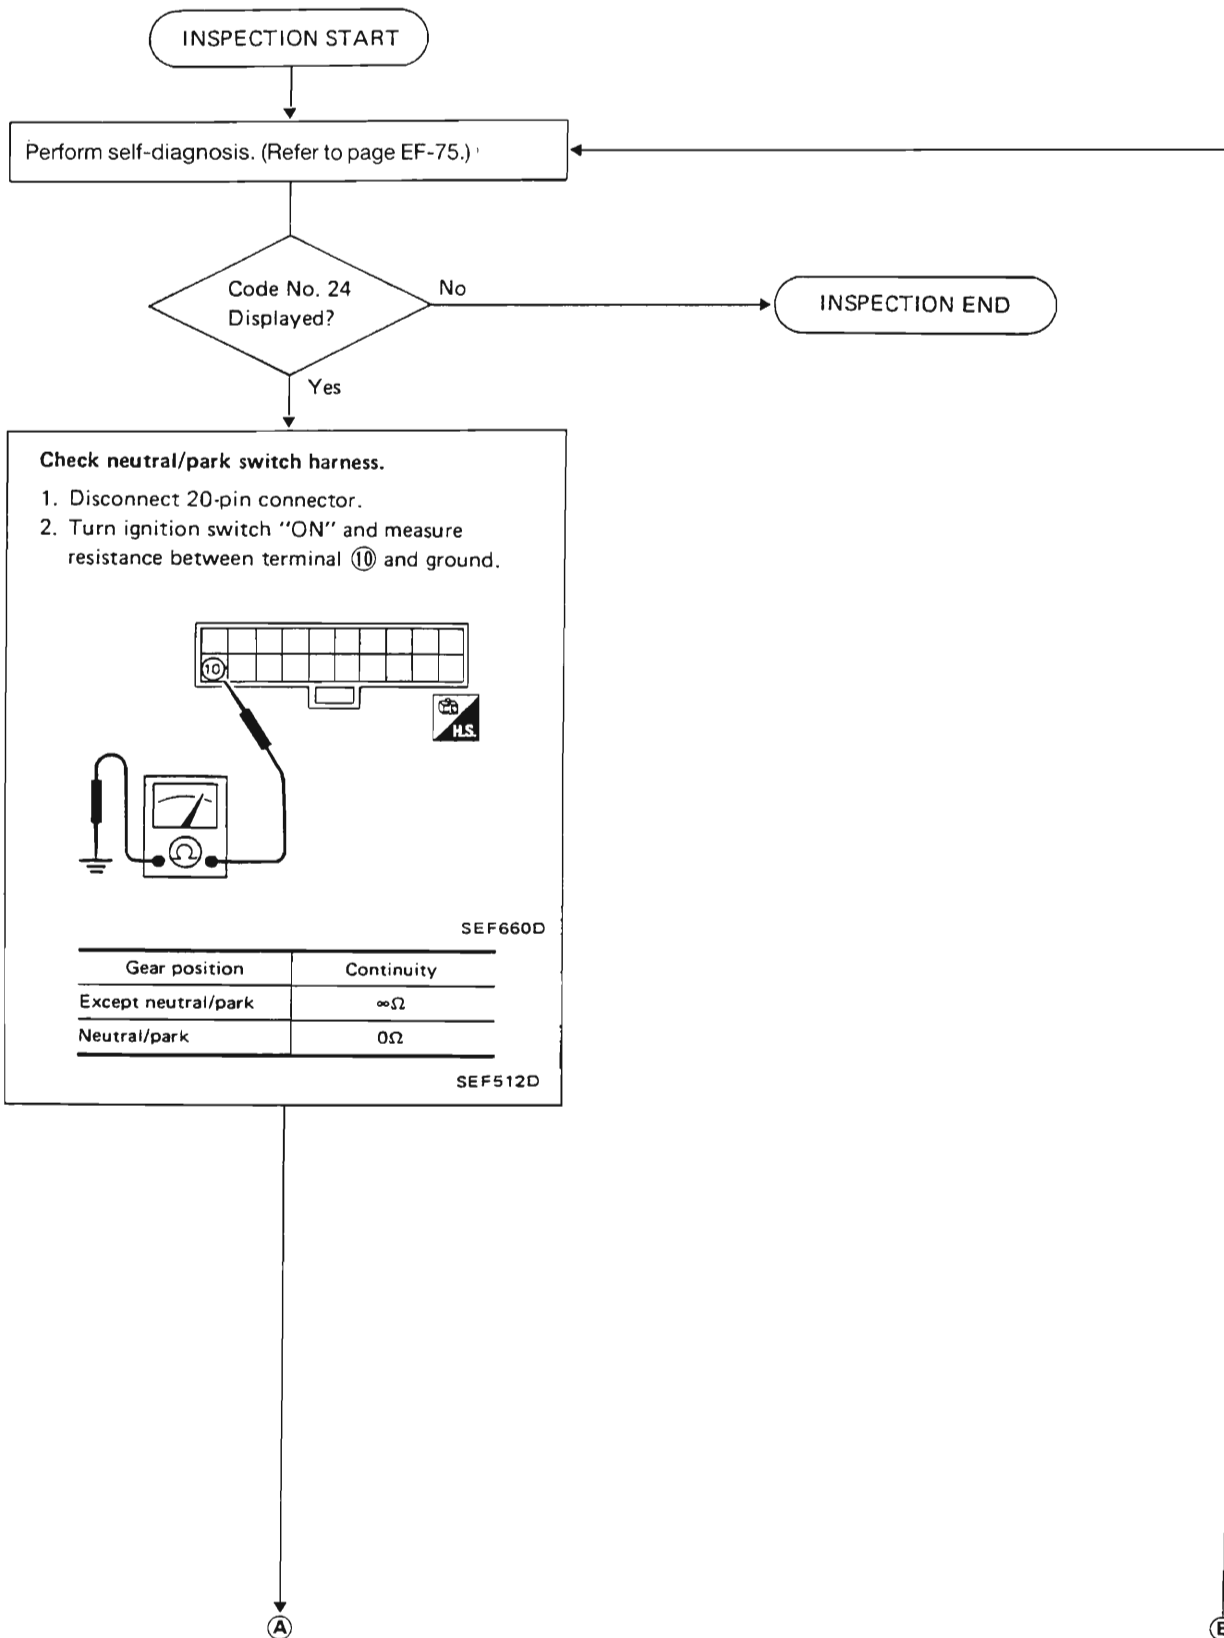 INSPECTION START
Perform self-diagnosis. (Refer to page EF-75.)
Code No. 24
Displayed?
No
INSPECTION END
Yes
Check neutral/park switch harness.
1. Disconnect 20-pin connector.
2. Turn ignition switch "ON" and measure
resistance between terminal ⑩ and ground.
⑩
H.S.
Ω
SEF660D
Gear position Continuity
Except neutral/park ∞Ω
Neutral/park 0Ω
SEF512D
Ⓐ